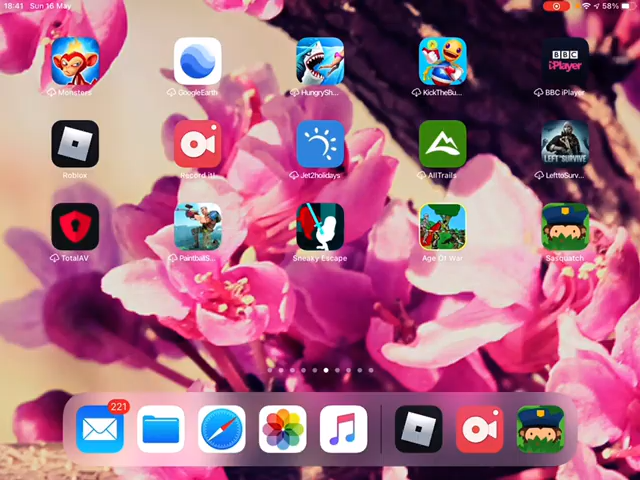 18:41 Sun 16 May
58%
Monsters
GoogleEarth
HungrySh...
KickTheBu...
BBC
iPlayer
BBC iPlayer
Roblox
Record it!
Jet2holidays
AllTrails
LEFT SURVIVE
LefttoSurv...
TotalAV
PaintballS...
Sneaky Escape
Age Of War
Sasquatch
221